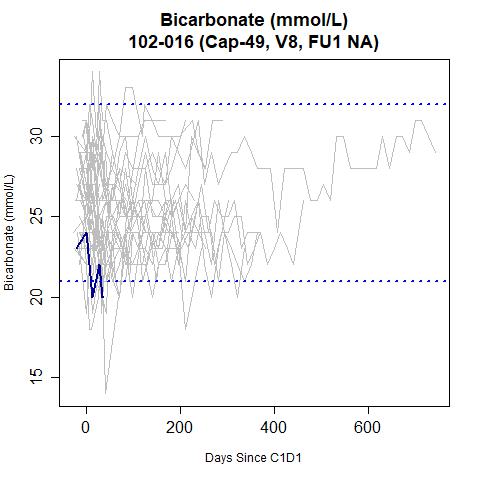 Bicarbonate (mmol/L)
102-016 (Cap-49, V8, FU1 NA)
Bicarbonate (mmol/L)
30
25
20
15
0 200 400 600
Days Since C1D1